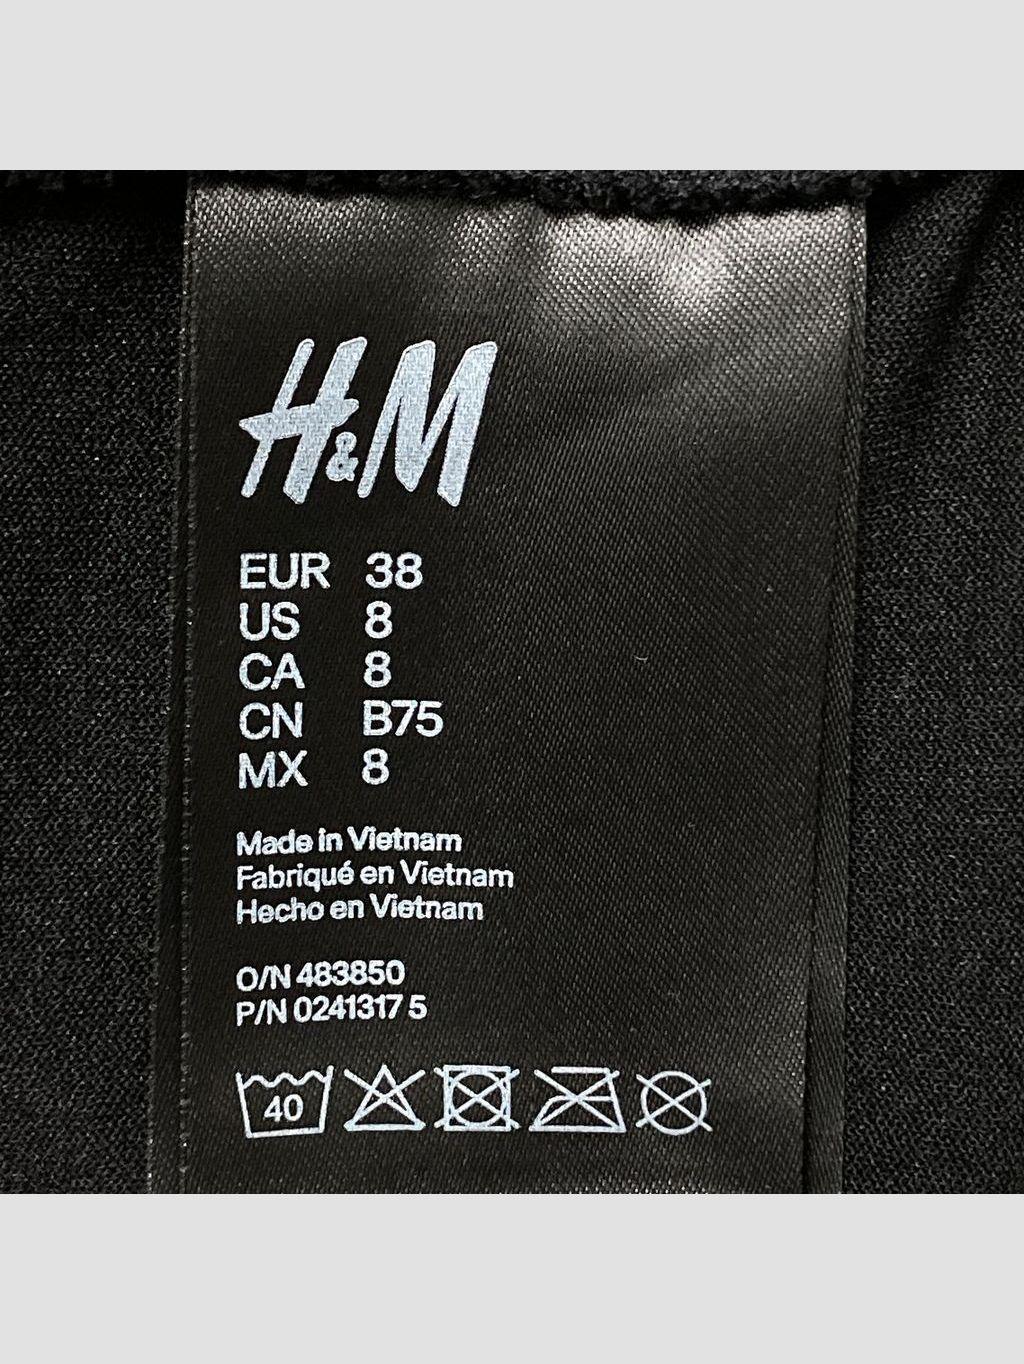 H&M
EUR 38
US 8
CA 8
CN B75
MX 8
Made in Vietnam
Fabriqué en Vietnam
Hecho en Vietnam
O/N 483850
P/N 0241317 5
40